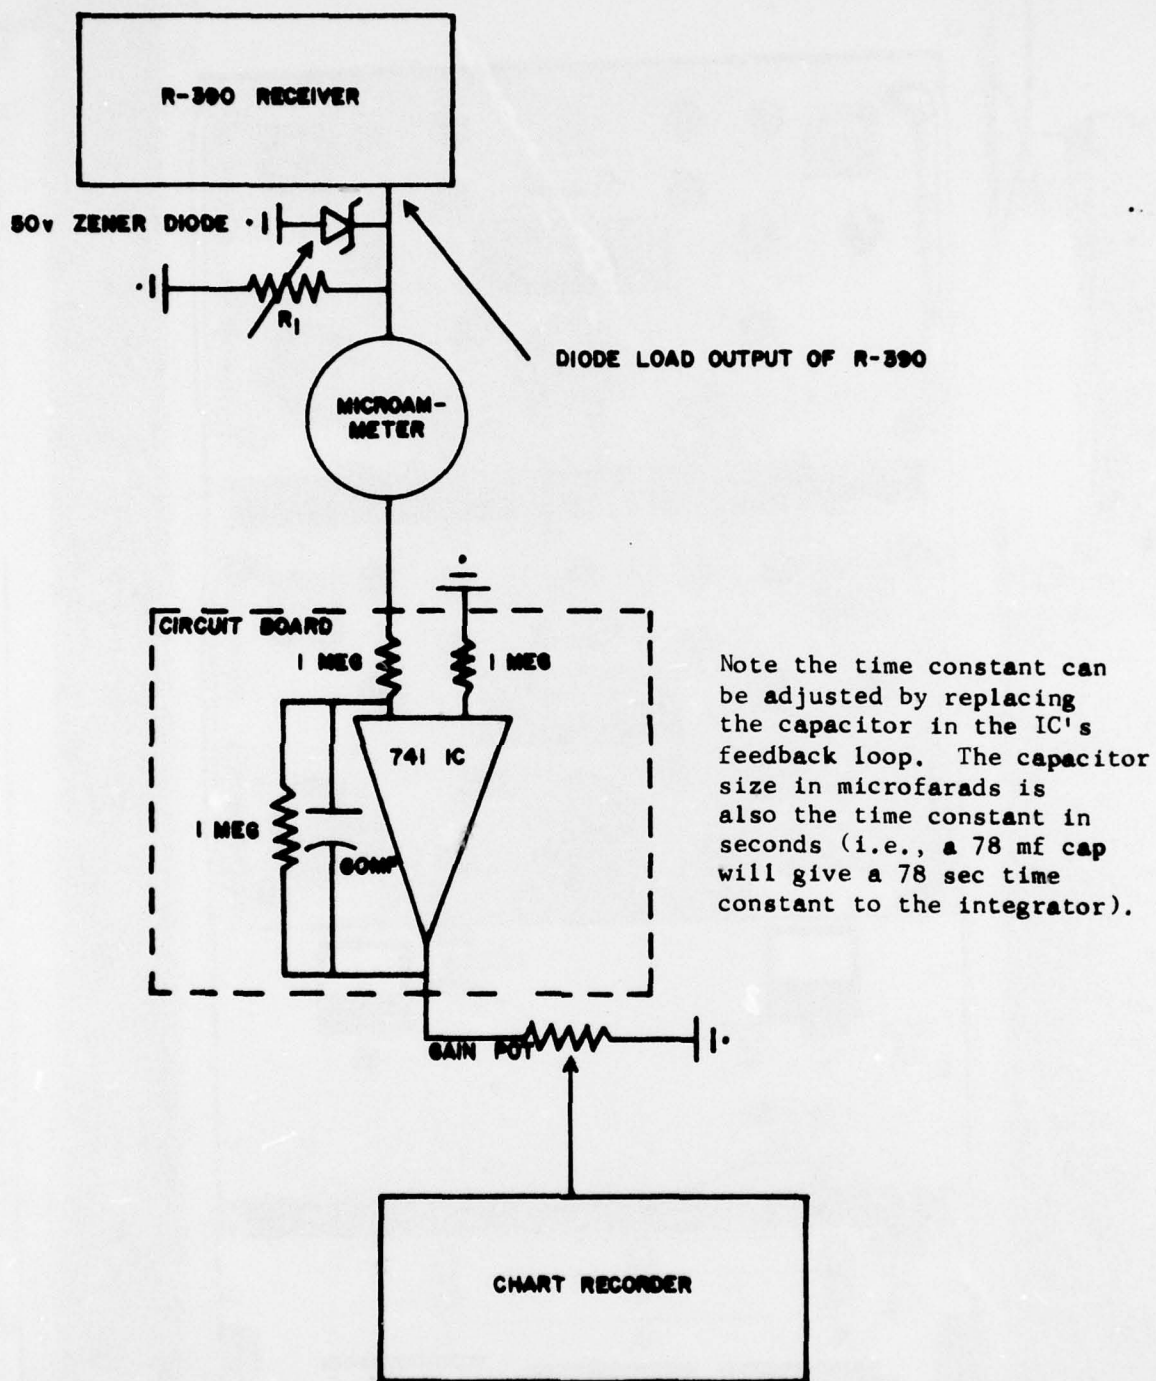 R-390 RECEIVER
50v ZENER DIODE
R1
DIODE LOAD OUTPUT OF R-390
MICROAM-
METER
CIRCUIT BOARD
1 MEG
1 MEG
741 IC
1 MEG
60MF
Note the time constant can
be adjusted by replacing
the capacitor in the IC's
feedback loop. The capacitor
size in microfarads is
also the time constant in
seconds (i.e., a 78 mf cap
will give a 78 sec time
constant to the integrator).
GAIN POT
CHART RECORDER